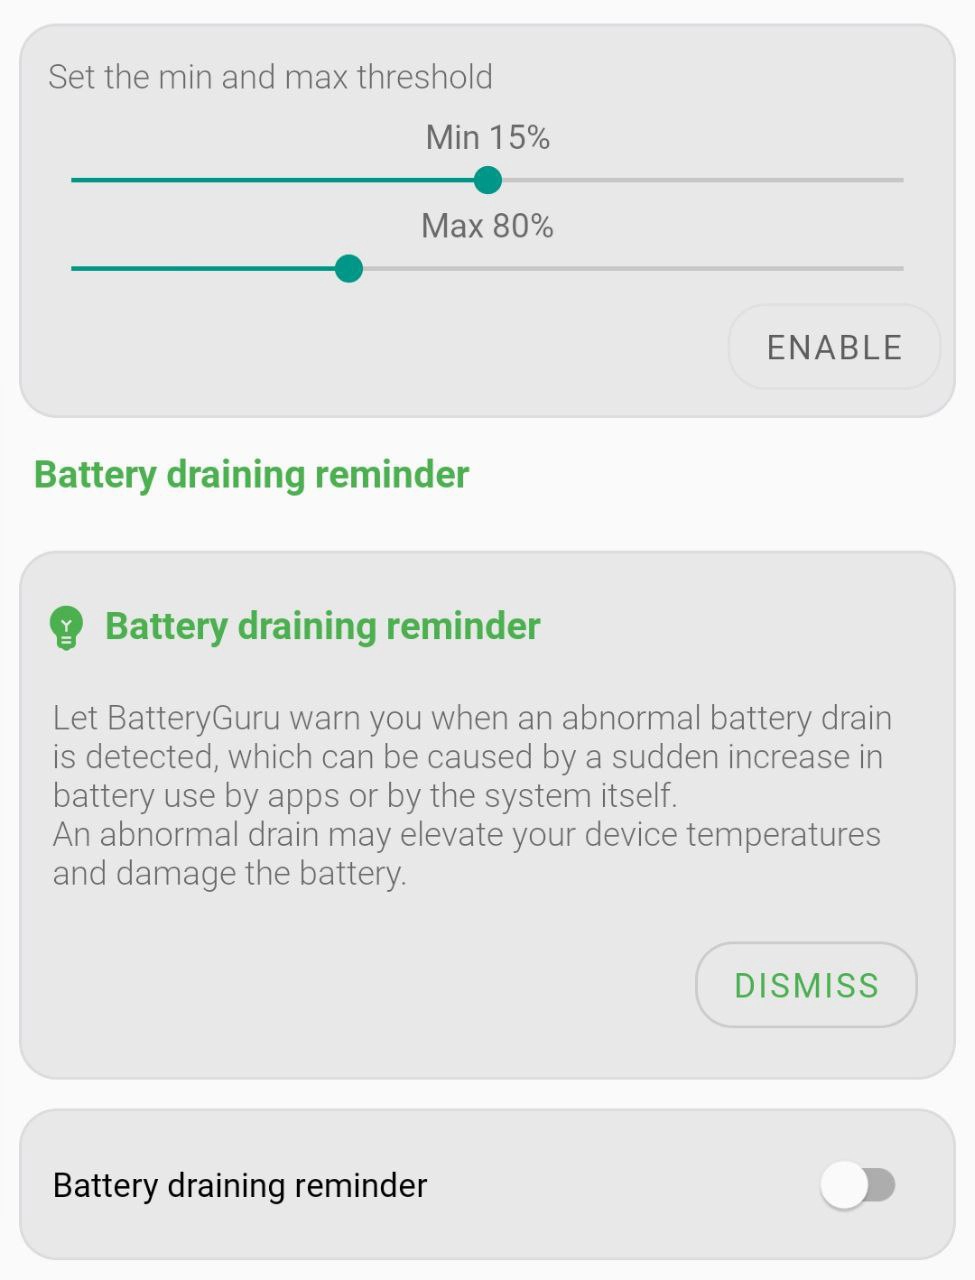 Set the min and max threshold
Min 15%
Max 80%
ENABLE
Battery draining reminder
Battery draining reminder
Let BatteryGuru warn you when an abnormal battery drain
is detected, which can be caused by a sudden increase in
battery use by apps or by the system itself.
An abnormal drain may elevate your device temperatures
and damage the battery.
DISMISS
Battery draining reminder